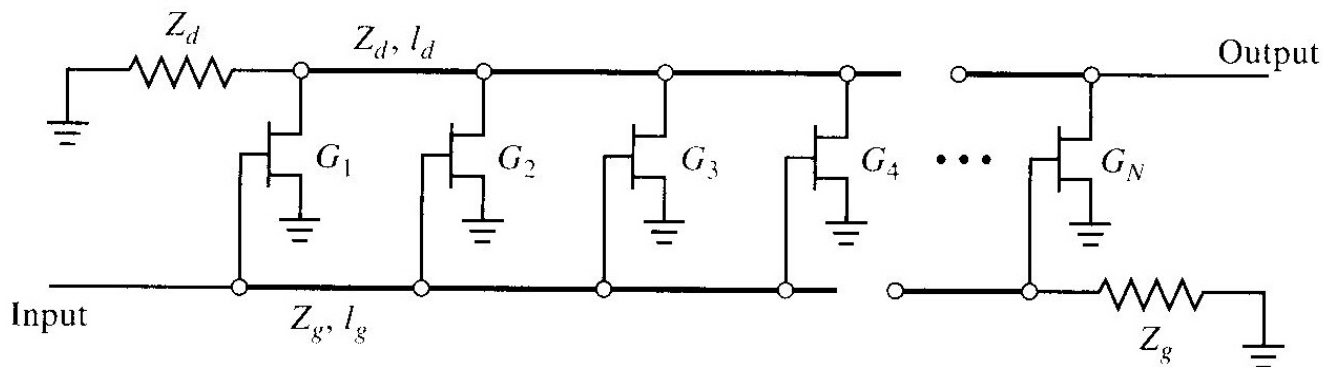 Z_d
Z_d, l_d
Output
G_1
G_2
G_3
G_4
•••
G_N
Input
Z_g, l_g
Z_g